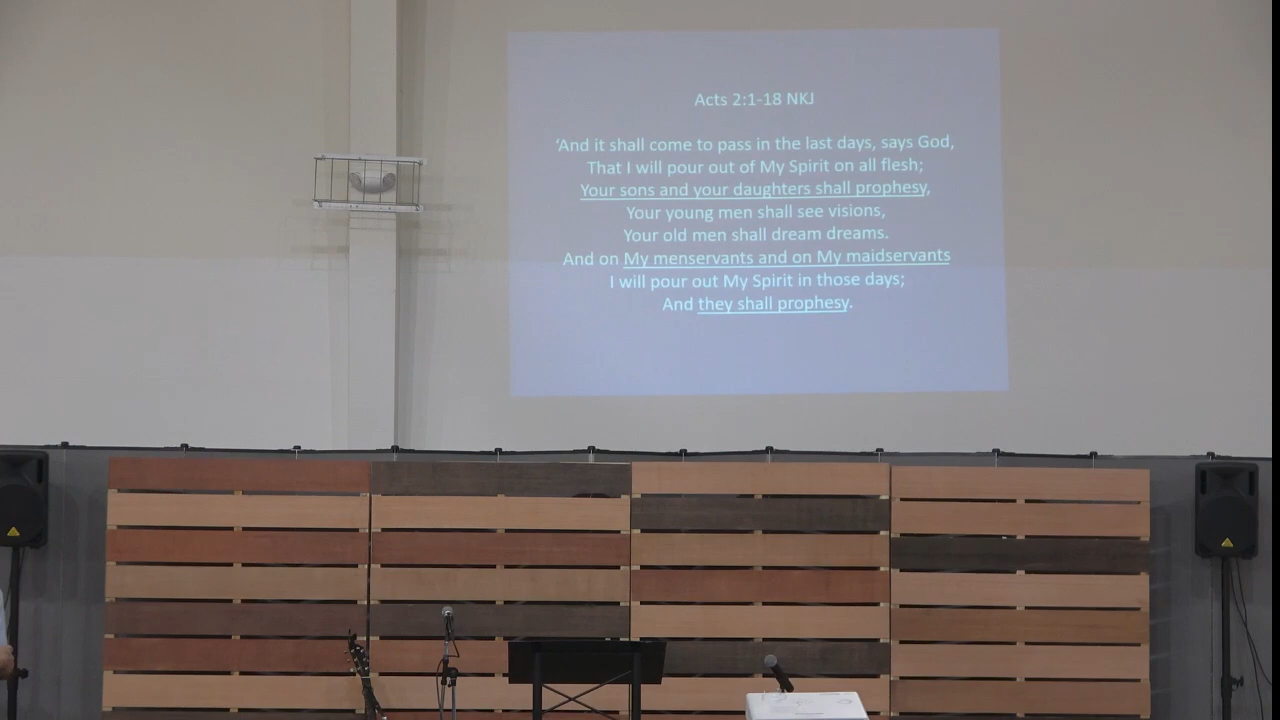 Acts 2:1-18 NKJ
‘And it shall come to pass in the last days, says God,
That I will pour out of My Spirit on all flesh;
Your sons and your daughters shall prophesy,
Your young men shall see visions,
Your old men shall dream dreams.
And on My menservants and on My maidservants
I will pour out My Spirit in those days;
And they shall prophesy.